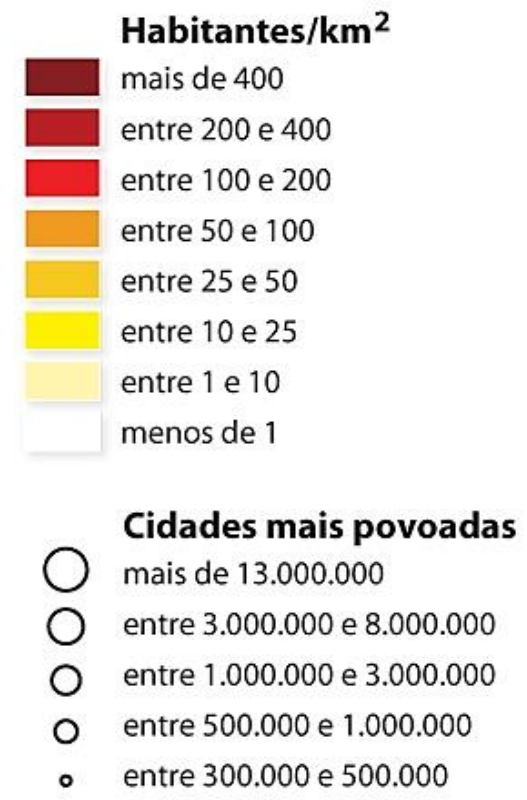 Habitantes/km²
mais de 400
entre 200 e 400
entre 100 e 200
entre 50 e 100
entre 25 e 50
entre 10 e 25
entre 1 e 10
menos de 1
Cidades mais povoadas
mais de 13.000.000
entre 3.000.000 e 8.000.000
entre 1.000.000 e 3.000.000
entre 500.000 e 1.000.000
entre 300.000 e 500.000